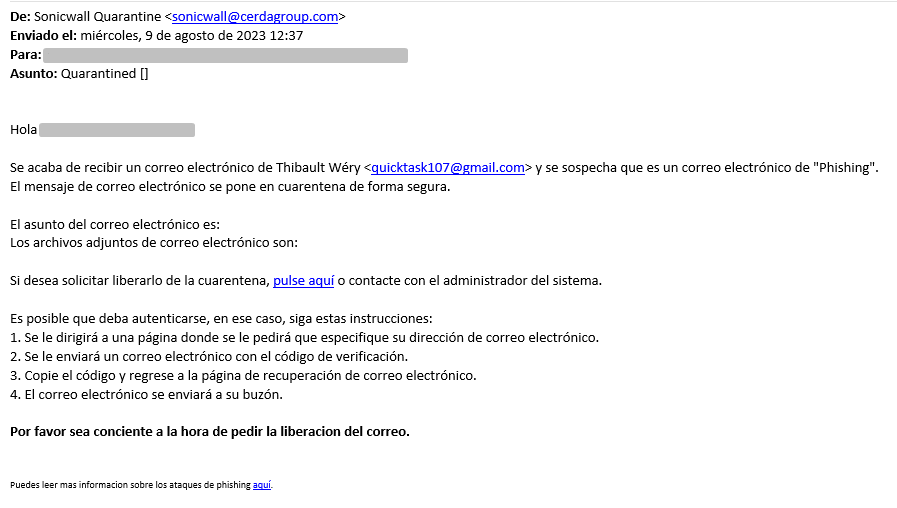 De: Sonicwall Quarantine <sonicwall@cerdagroup.com>
Enviado el: miércoles, 9 de agosto de 2023 12:37
Para:
Asunto: Quarantined []
Hola
Se acaba de recibir un correo electrónico de Thibault Wéry <quicktask107@gmail.com> y se sospecha que es un correo electrónico de "Phishing".
El mensaje de correo electrónico se pone en cuarentena de forma segura.
El asunto del correo electrónico es:
Los archivos adjuntos de correo electrónico son:
Si desea solicitar liberarlo de la cuarentena, pulse aquí o contacte con el administrador del sistema.
Es posible que deba autenticarse, en ese caso, siga estas instrucciones:
1. Se le dirigirá a una página donde se le pedirá que especifique su dirección de correo electrónico.
2. Se le enviará un correo electrónico con el código de verificación.
3. Copie el código y regrese a la página de recuperación de correo electrónico.
4. El correo electrónico se enviará a su buzón.
Por favor sea conciente a la hora de pedir la liberacion del correo.
Puedes leer mas informacion sobre los ataques de phishing aquí.